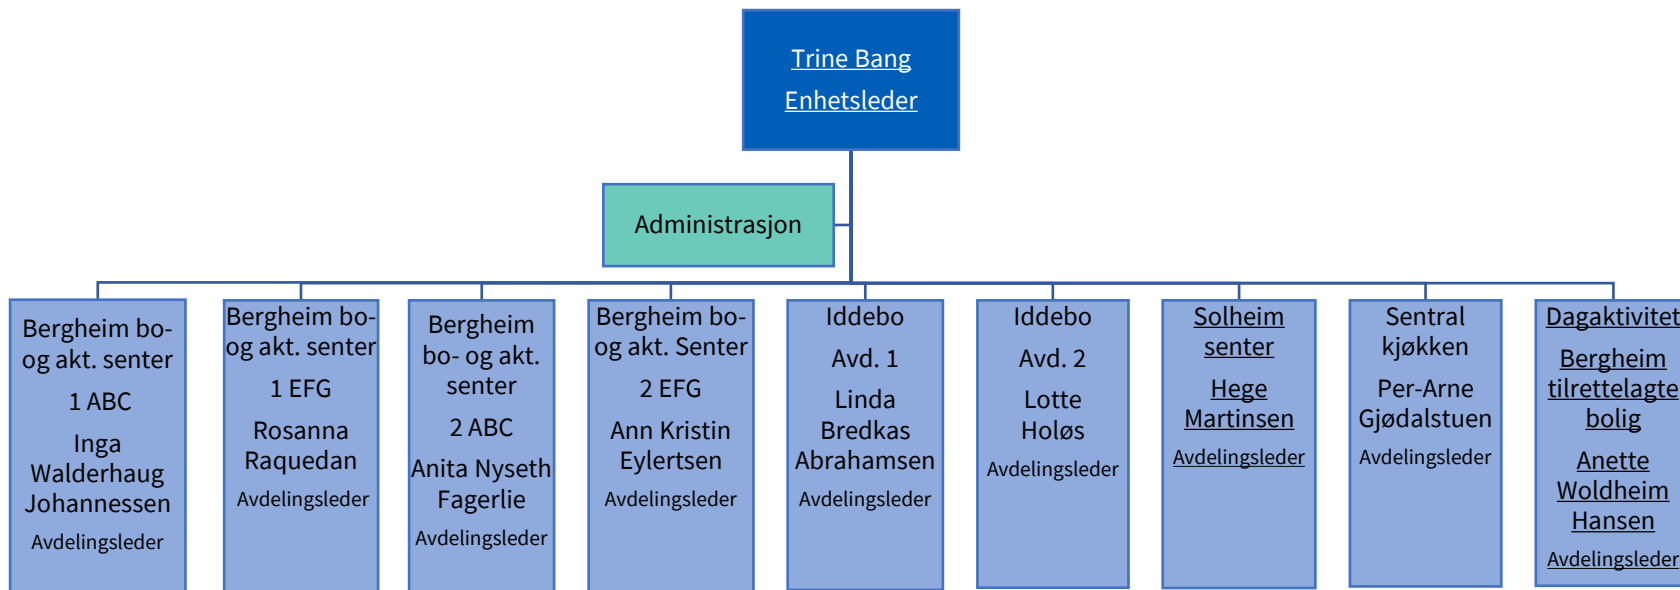 Trine Bang
Enhetsleder
Administrasjon
Bergheim bo-
og akt. senter
1 ABC
Inga
Walderhaug
Johannessen
Avdelingsleder
Bergheim bo-
og akt. senter
1 EFG
Rosanna
Raquedan
Avdelingsleder
Bergheim
bo- og akt.
senter
2 ABC
Anita Nyseth
Fagerlie
Avdelingsleder
Bergheim bo-
og akt. Senter
2 EFG
Ann Kristin
Eylertsen
Avdelingsleder
Iddebo
Avd. 1
Linda
Bredkas
Abrahamsen
Avdelingsleder
Iddebo
Avd. 2
Lotte
Holøs
Avdelingsleder
Solheim
senter
Hege
Martinsen
Avdelingsleder
Sentral
kjøkken
Per-Arne
Gjødalstuen
Avdelingsleder
Dagaktivitet
Bergheim
tilrettelagte
bolig
Anette
Woldheim
Hansen
Avdelingsleder